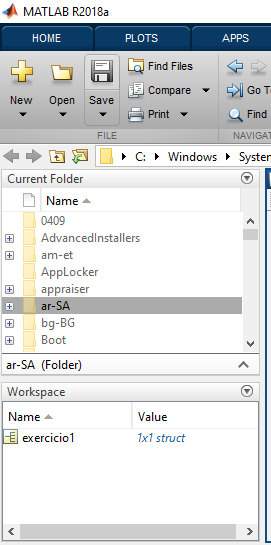 MATLAB R2018a
HOME PLOTS APPS
New Open Save Find Files
Compare
Print
Go To
Find
FILE NAVIGA
C: Windows System
Current Folder
Name
0409
AdvancedInstallers
am-et
AppLocker
appraiser
ar-SA
bg-BG
Boot
ar-SA (Folder)
Workspace
Name Value
exercicio1 1x1 struct